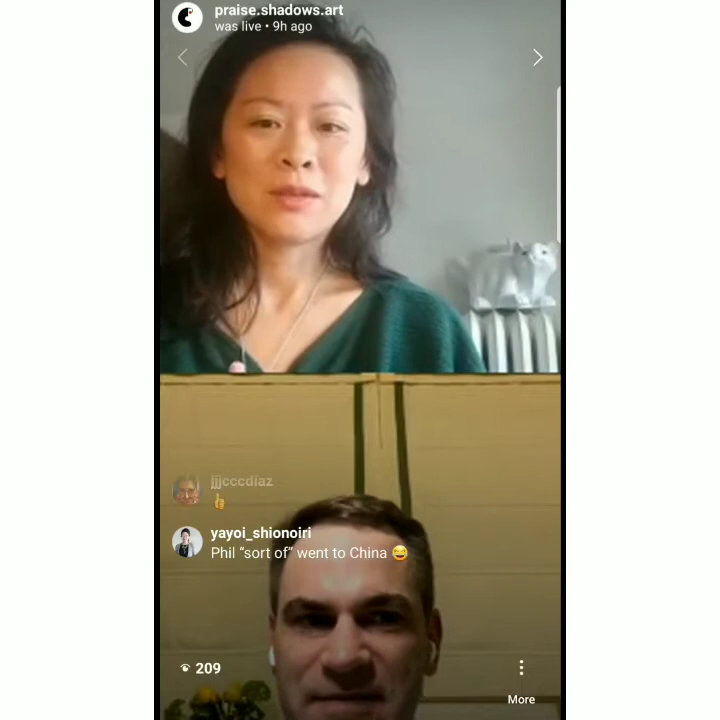 praise.shadows.art
was live • 9h ago
jjjcccdiaz
👍
yayoi_shionoiri
Phil “sort of” went to China 😂
209
More